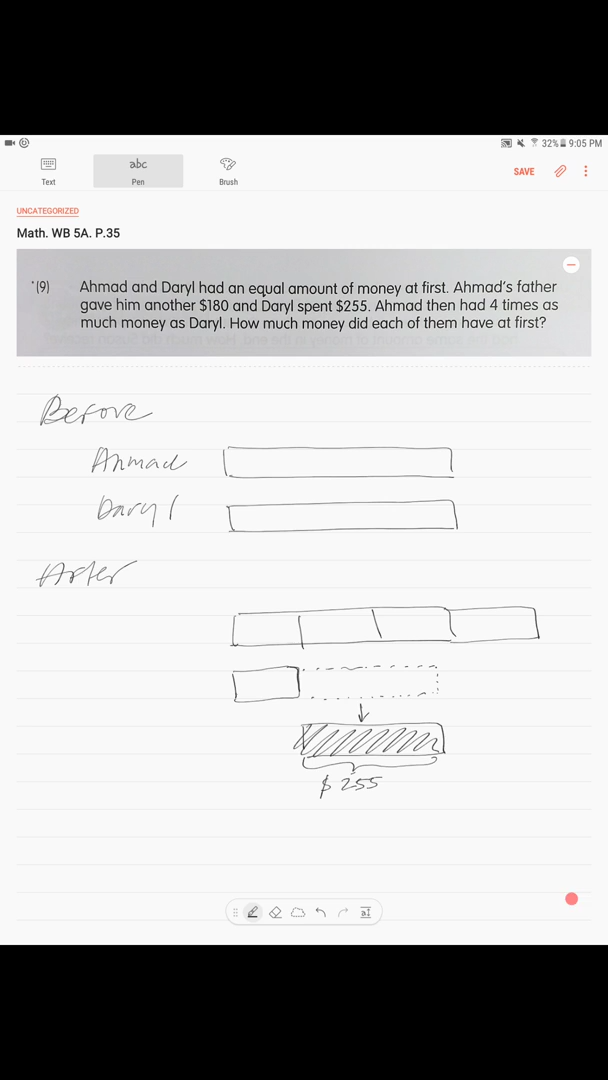 32% 9:05 PM
Text
abc
Pen
Brush
SAVE
UNCATEGORIZED
Math. WB 5A. P.35
*(9) Ahmad and Daryl had an equal amount of money at first. Ahmad's father
gave him another $180 and Daryl spent $255. Ahmad then had 4 times as
much money as Daryl. How much money did each of them have at first?
Before
Ahmad
Daryl
After
$255